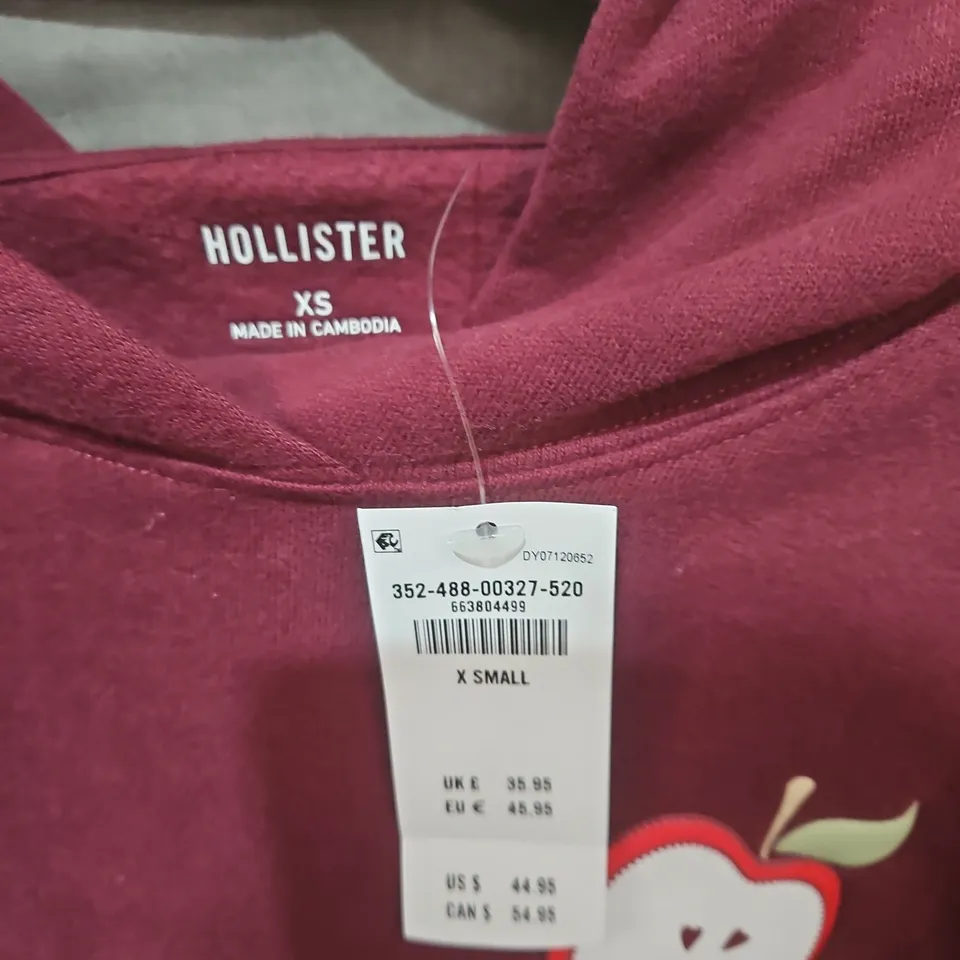 HOLLISTER
XS
MADE IN CAMBODIA
DY07120652
352-488-00327-520
663804499
X SMALL
UK £ 35.95
EU € 45.95
US $ 44.95
CAN $ 54.95